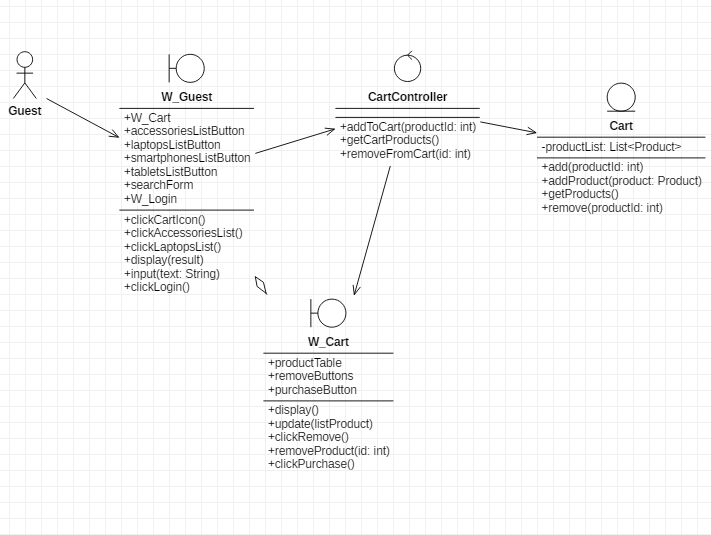 Guest
W_Guest
+W_Cart
+accessoriesListButton
+laptopsListButton
+smartphonesListButton
+tabletsListButton
+searchForm
+W_Login
+clickCartIcon()
+clickAccessoriesList()
+clickLaptopsList()
+display(result)
+input(text: String)
+clickLogin()
CartController
+addToCart(productId: int)
+getCartProducts()
+removeFromCart(id: int)
Cart
-productList: List<Product>
+add(productId: int)
+addProduct(product: Product)
+getProducts()
+remove(productId: int)
W_Cart
+productTable
+removeButtons
+purchaseButton
+display()
+update(listProduct)
+clickRemove()
+removeProduct(id: int)
+clickPurchase()